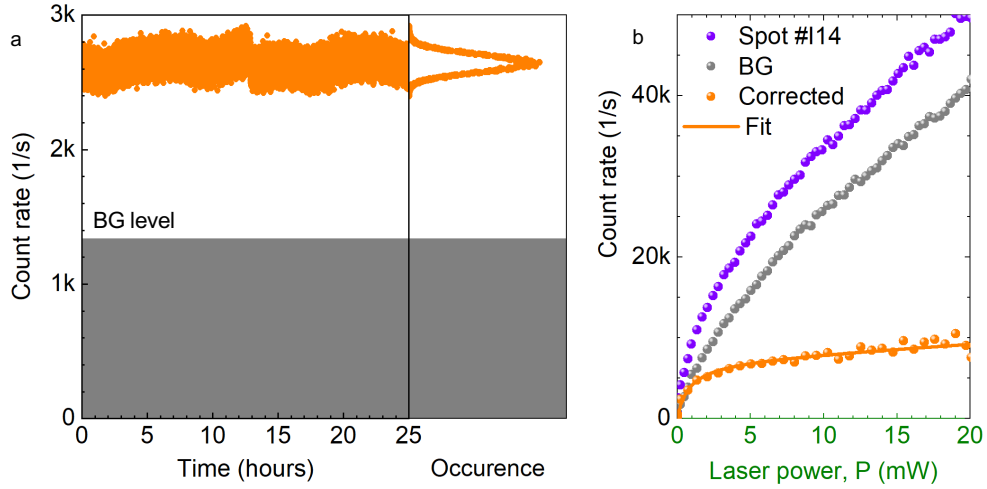 a
3k
2k
1k
0
Count rate (1/s)
BG level
0 5 10 15 20 25
Time (hours)
Occurence
b
Spot #I14
BG
Corrected
Fit
40k
20k
0
Count rate (1/s)
0 5 10 15 20
Laser power, P (mW)